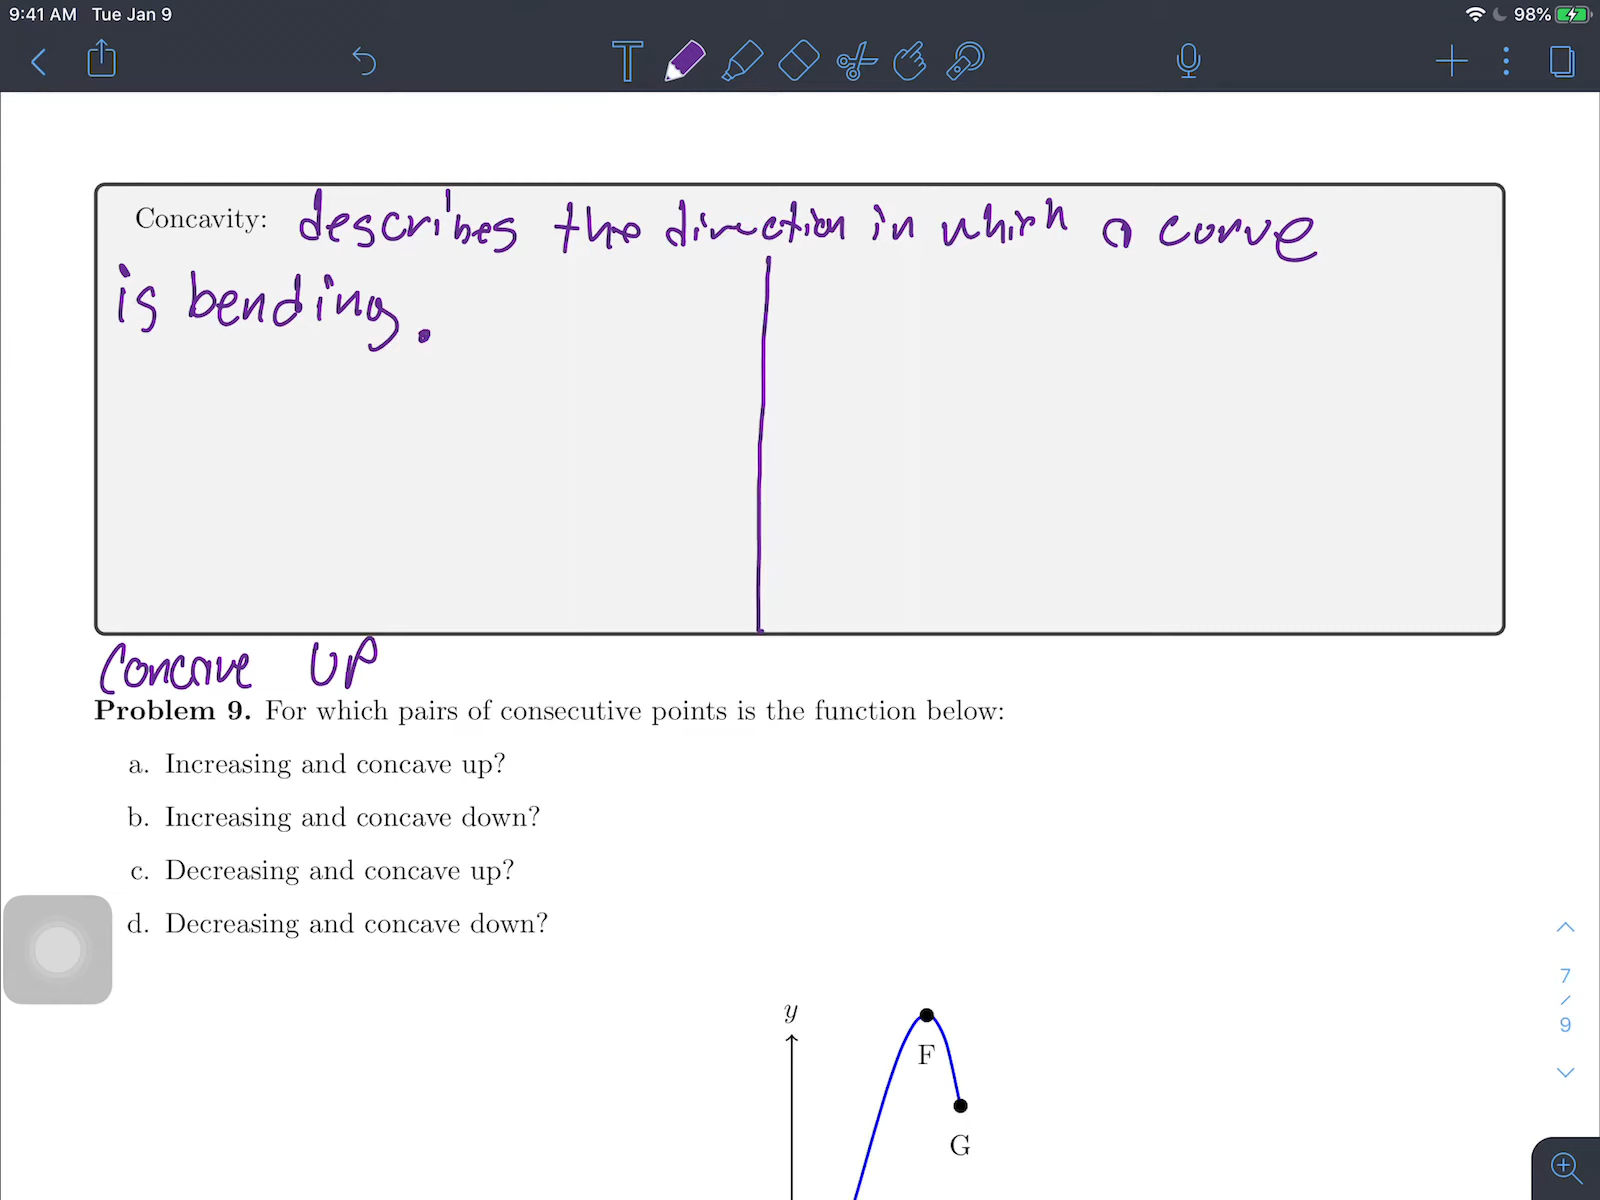 9:41 AM Tue Jan 9 98%
Concavity: describes the direction in which a curve
is bending.
Concave UP
Problem 9. For which pairs of consecutive points is the function below:
a. Increasing and concave up?
b. Increasing and concave down?
c. Decreasing and concave up?
d. Decreasing and concave down?
7
/
9
y
F
G